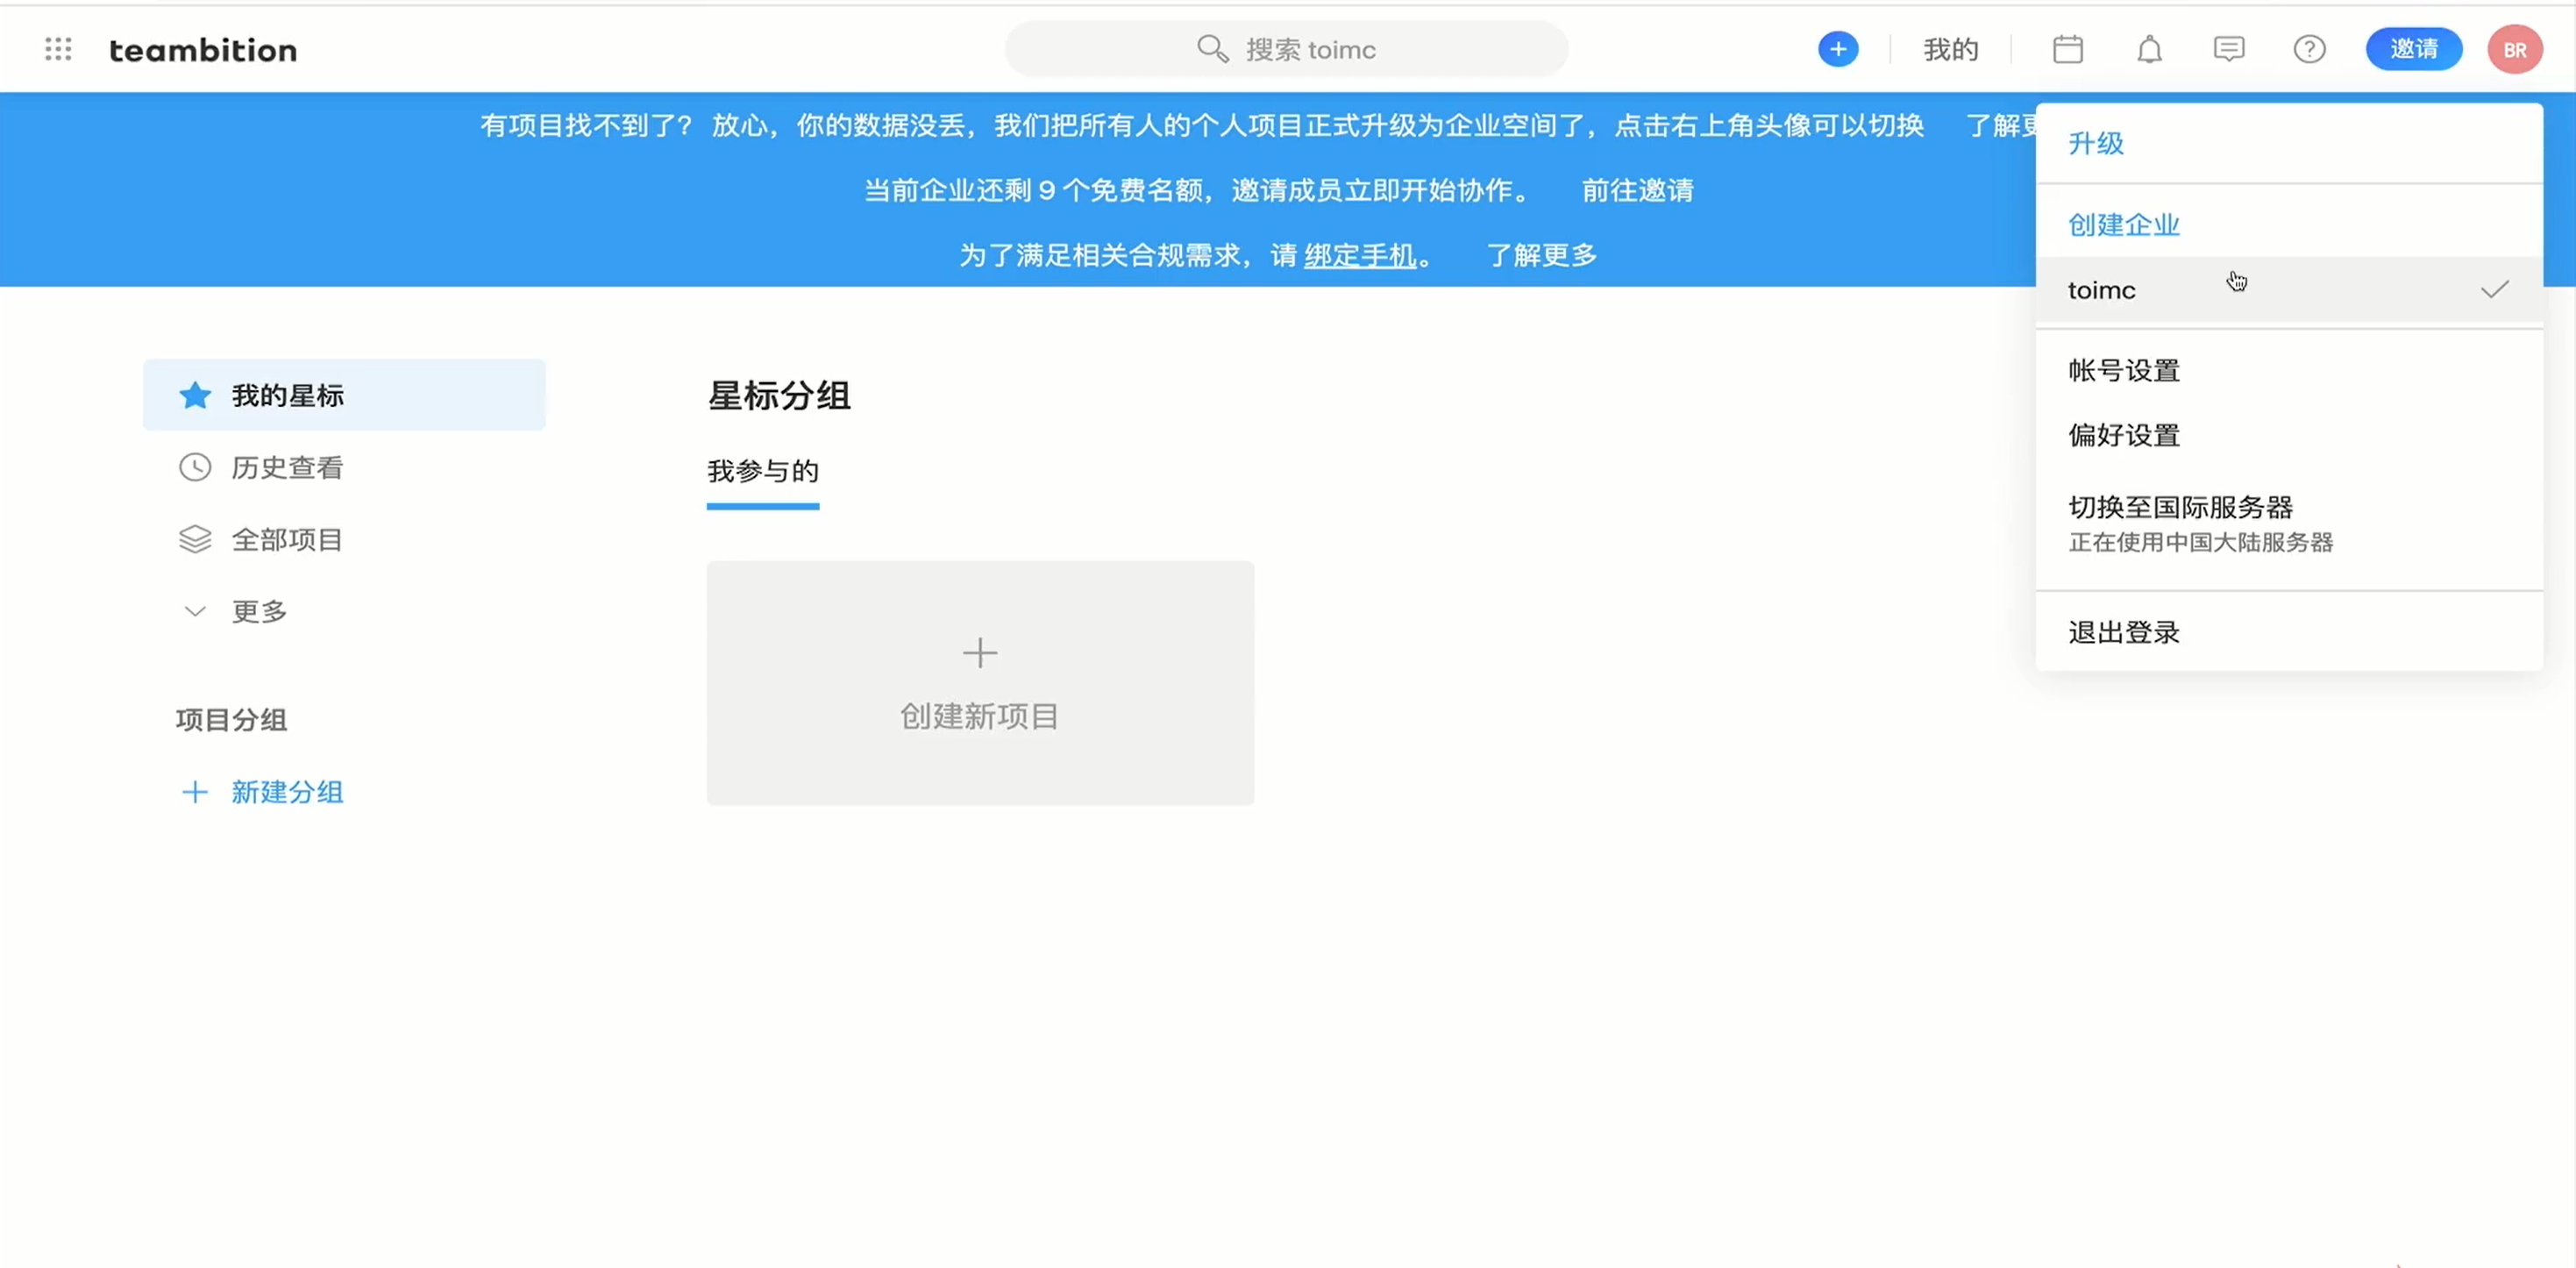 teambition
搜索 toimc
我的
邀请
BR
有项目找不到了？ 放心，你的数据没丢，我们把所有人的个人项目正式升级为企业空间了，点击右上角头像可以切换 了解更
当前企业还剩 9 个免费名额，邀请成员立即开始协作。 前往邀请
为了满足相关合规需求，请 绑定手机。 了解更多
升级
创建企业
toimc
帐号设置
偏好设置
切换至国际服务器
正在使用中国大陆服务器
退出登录
我的星标
历史查看
全部项目
更多
项目分组
新建分组
星标分组
我参与的
创建新项目